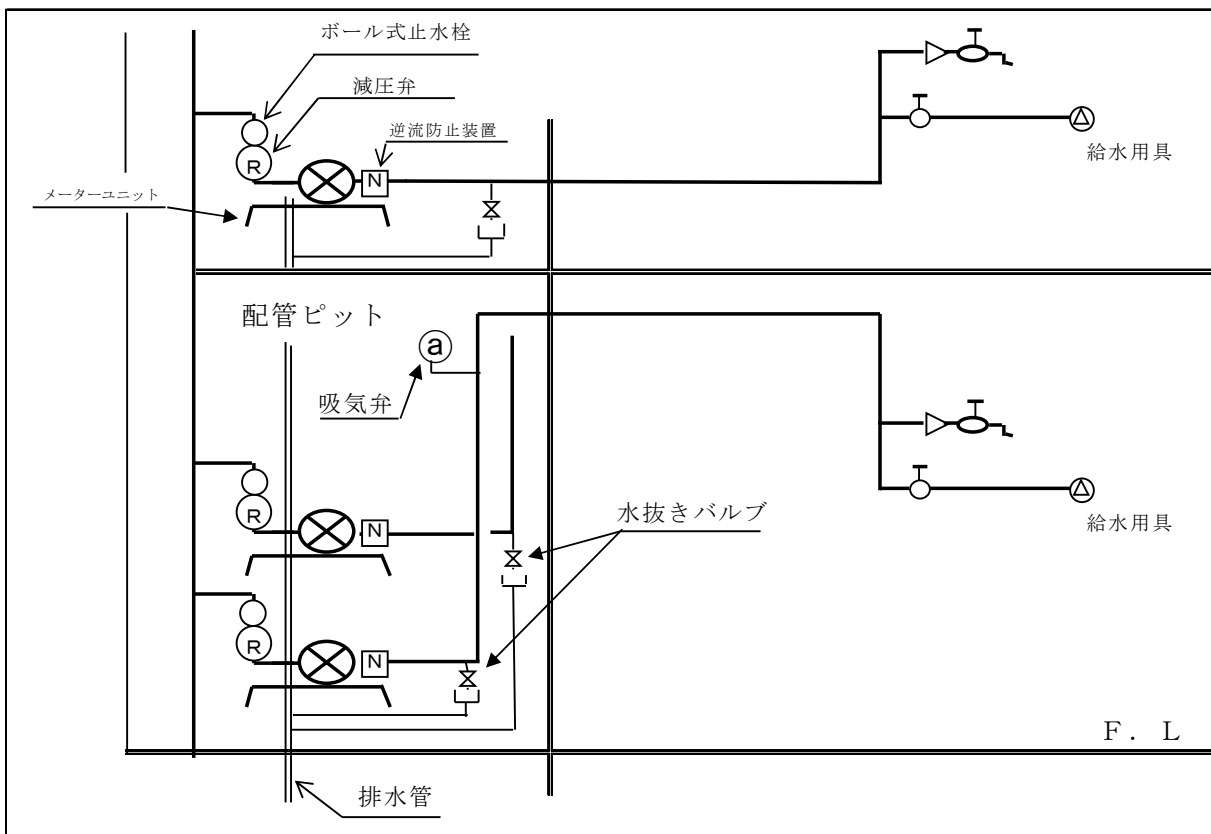 ボール式止水栓
減圧弁
逆流防止装置
R
N
メーターユニット
給水用具
配管ピット
a
吸気弁
水抜きバルブ
R
N
給水用具
R
N
F．L
排水管